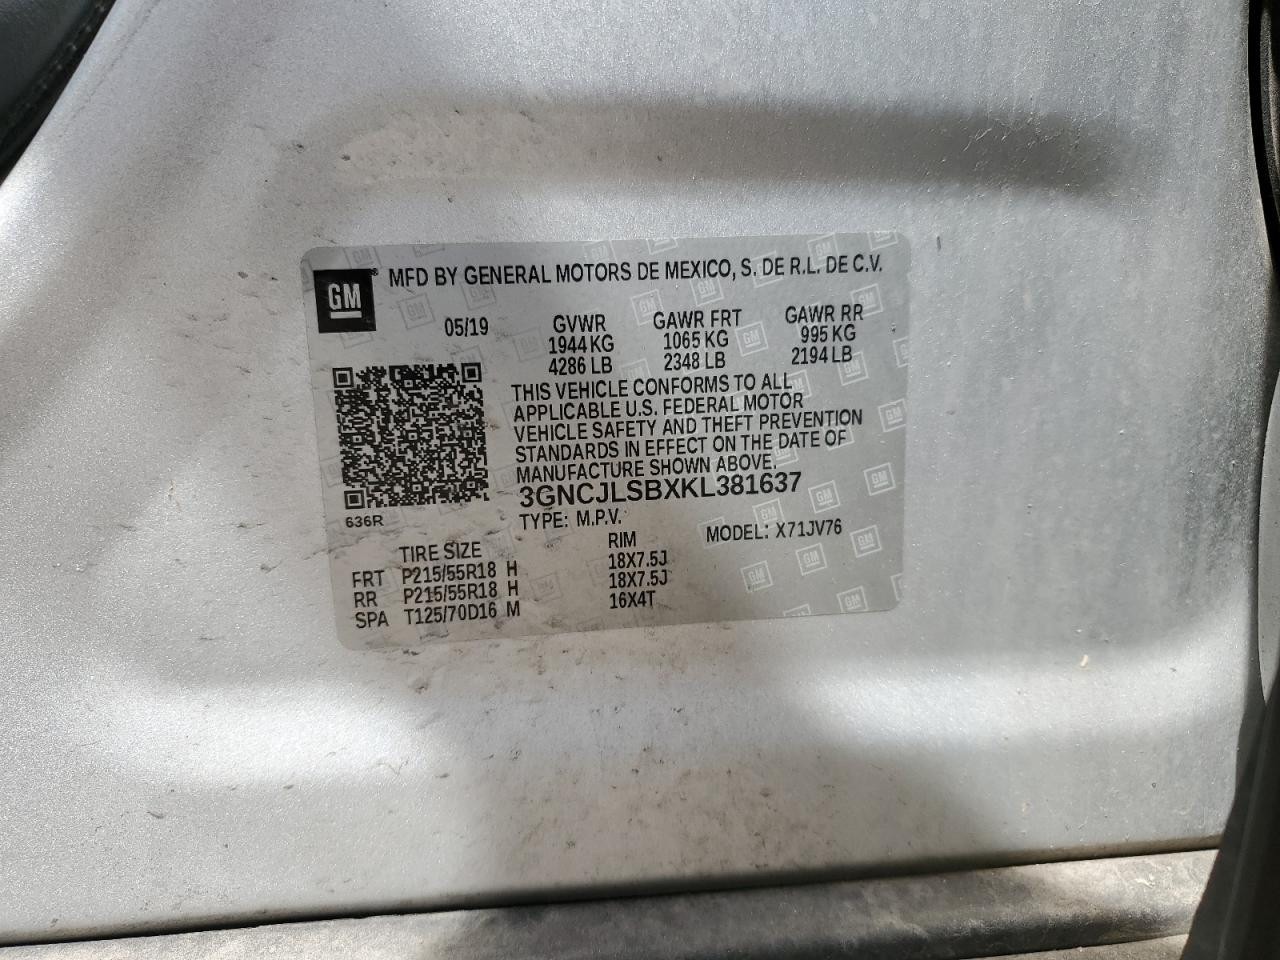 GM® MFD BY GENERAL MOTORS DE MEXICO, S. DE R.L. DE C.V.
05/19 GVWR GAWR FRT GAWR RR
1944 KG 1065 KG 995 KG
4286 LB 2348 LB 2194 LB
THIS VEHICLE CONFORMS TO ALL
APPLICABLE U.S. FEDERAL MOTOR
VEHICLE SAFETY AND THEFT PREVENTION
STANDARDS IN EFFECT ON THE DATE OF
MANUFACTURE SHOWN ABOVE.
3GNCJLSBXKL381637
636R TYPE: M.P.V. MODEL: X71JV76
TIRE SIZE RIM
FRT P215/55R18 H 18X7.5J
RR P215/55R18 H 18X7.5J
SPA T125/70D16 M 16X4T